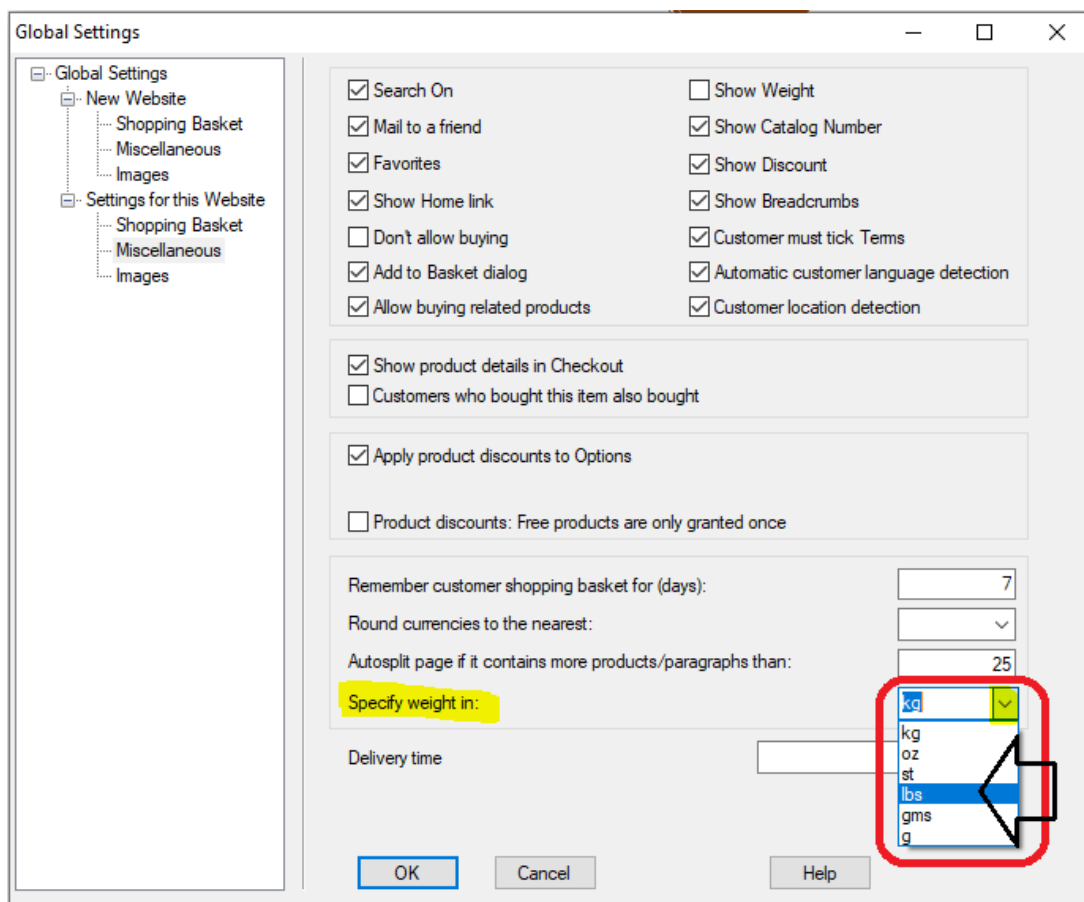 Global Settings
Global Settings
New Website
Shopping Basket
Miscellaneous
Images
Settings for this Website
Shopping Basket
Miscellaneous
Images
Search On
Show Weight
Mail to a friend
Show Catalog Number
Favorites
Show Discount
Show Home link
Show Breadcrumbs
Don't allow buying
Customer must tick Terms
Add to Basket dialog
Automatic customer language detection
Allow buying related products
Customer location detection
Show product details in Checkout
Customers who bought this item also bought
Apply product discounts to Options
Product discounts: Free products are only granted once
Remember customer shopping basket for (days): 7
Round currencies to the nearest:
Autosplit page if it contains more products/paragraphs than: 25
Specify weight in: kg
kg
oz
st
lbs
gms
g
Delivery time
OK
Cancel
Help